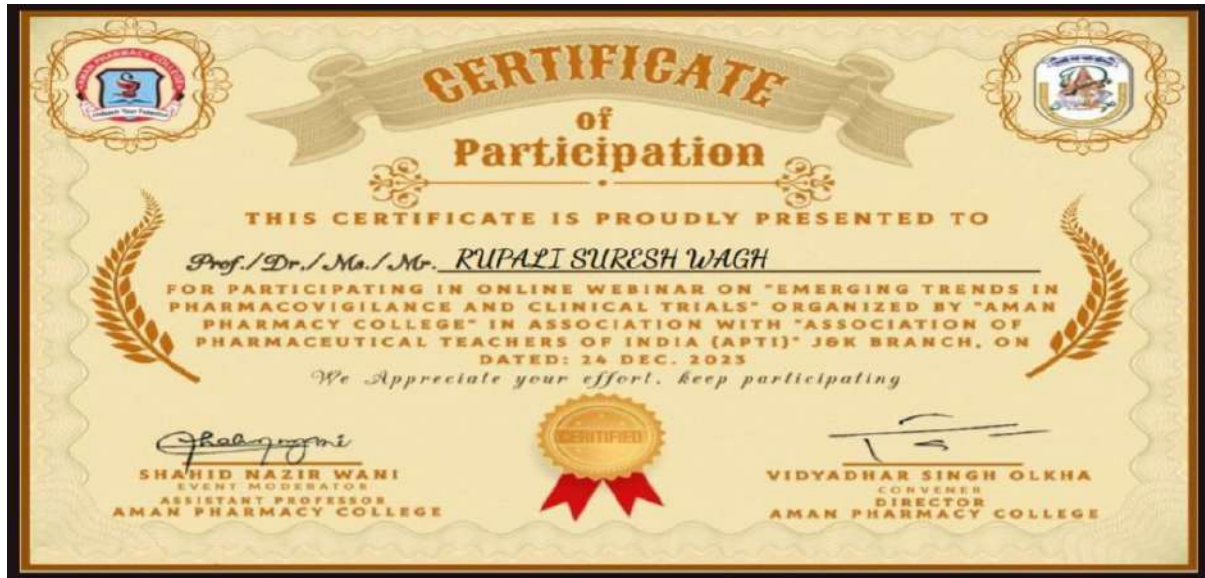 AMAN PHARMACY COLLEGE
CERTIFICATE
of
Participation
THIS CERTIFICATE IS PROUDLY PRESENTED TO
Prof./Dr./Ms./Mr. RUPALI SURESH WAGH
FOR PARTICIPATING IN ONLINE WEBINAR ON "EMERGING TRENDS IN
PHARMACOVIGILANCE AND CLINICAL TRIALS" ORGANIZED BY "AMAN
PHARMACY COLLEGE" IN ASSOCIATION WITH "ASSOCIATION OF
PHARMACEUTICAL TEACHERS OF INDIA (APTI)" J&K BRANCH, ON
DATED: 24 DEC. 2023
We Appreciate your effort, keep participating
CERTIFIED
SHAHID NAZIR WANI
EVENT MODERATOR
ASSISTANT PROFESSOR
AMAN PHARMACY COLLEGE
VIDYADHAR SINGH OLKHA
CONVENER
DIRECTOR
AMAN PHARMACY COLLEGE